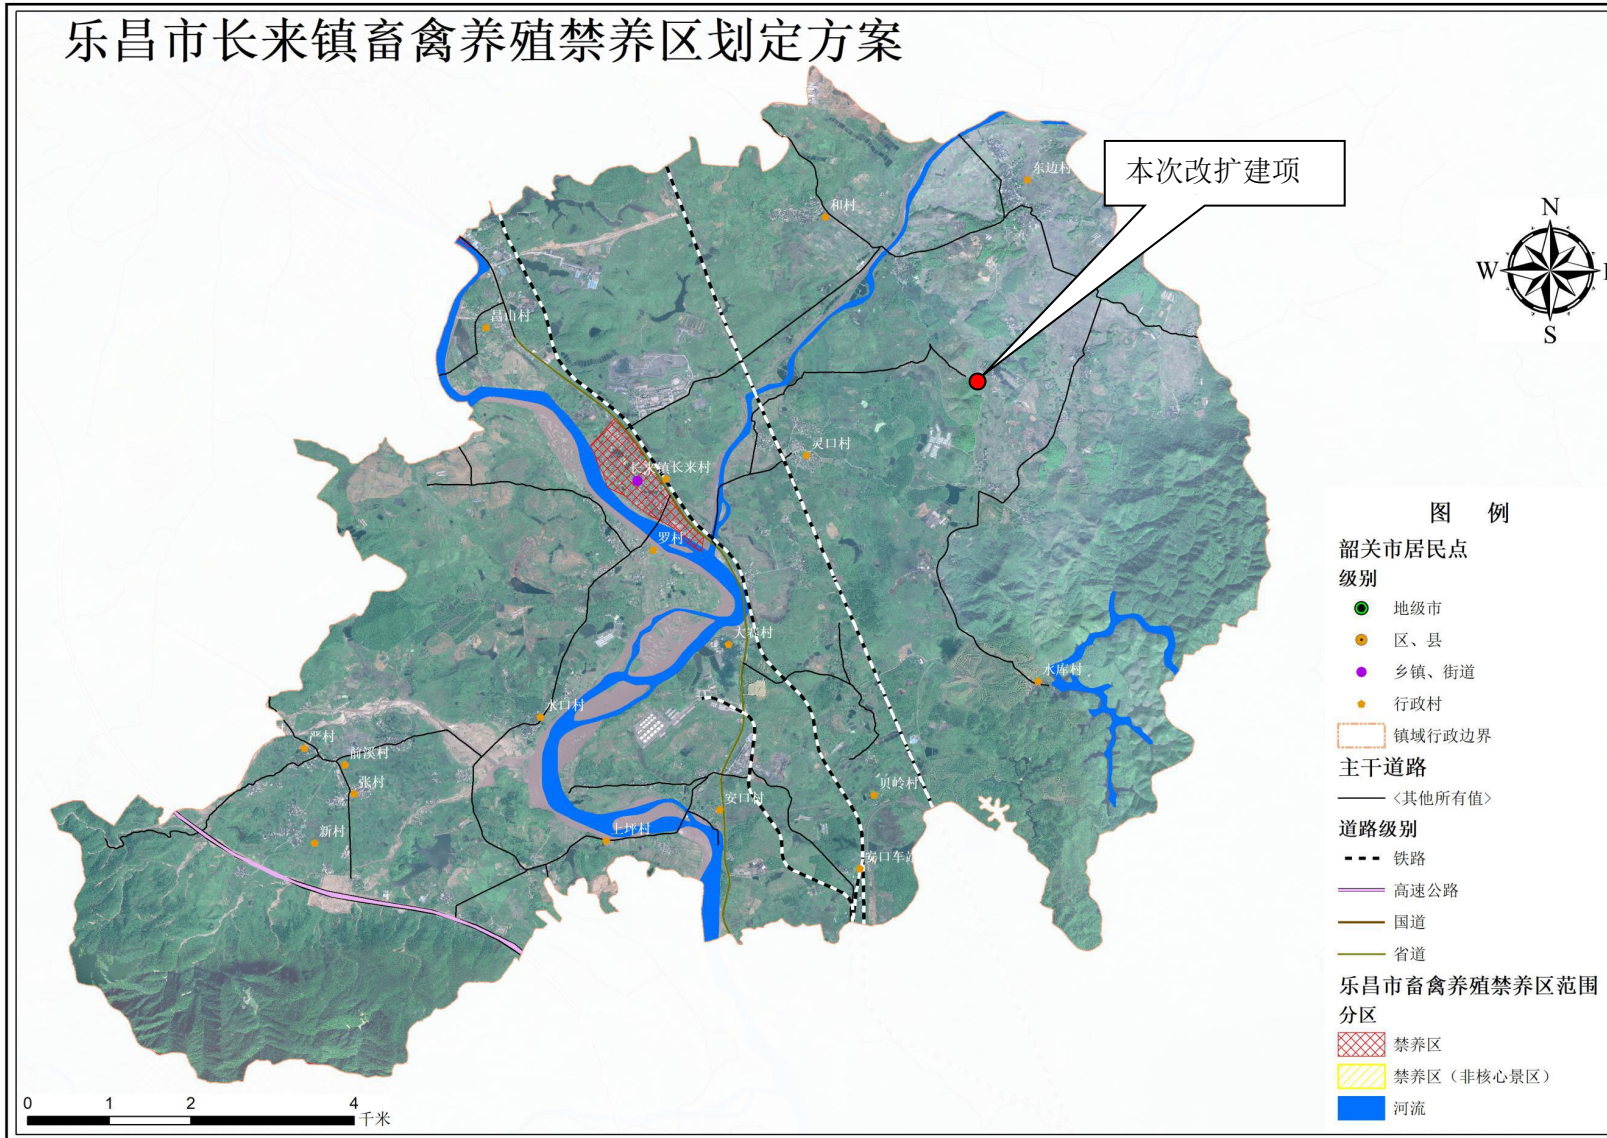 乐昌市长来镇畜禽养殖禁养区划定方案
本次改扩建项
东边村
和村
N
W
S
昌山村
灵口村
长来镇
长来村
罗村
大赛村
水库村
水口村
严村
前溪村
张村
新村
安口村
贝岭村
上坪村
安口车站
图 例
韶关市居民点
级别
地级市
区、县
乡镇、街道
行政村
镇域行政边界
主干道路
<其他所有值>
道路级别
铁路
高速公路
国道
省道
乐昌市畜禽养殖禁养区范围
分区
禁养区
禁养区（非核心景区）
河流
0 1 2 4
千米